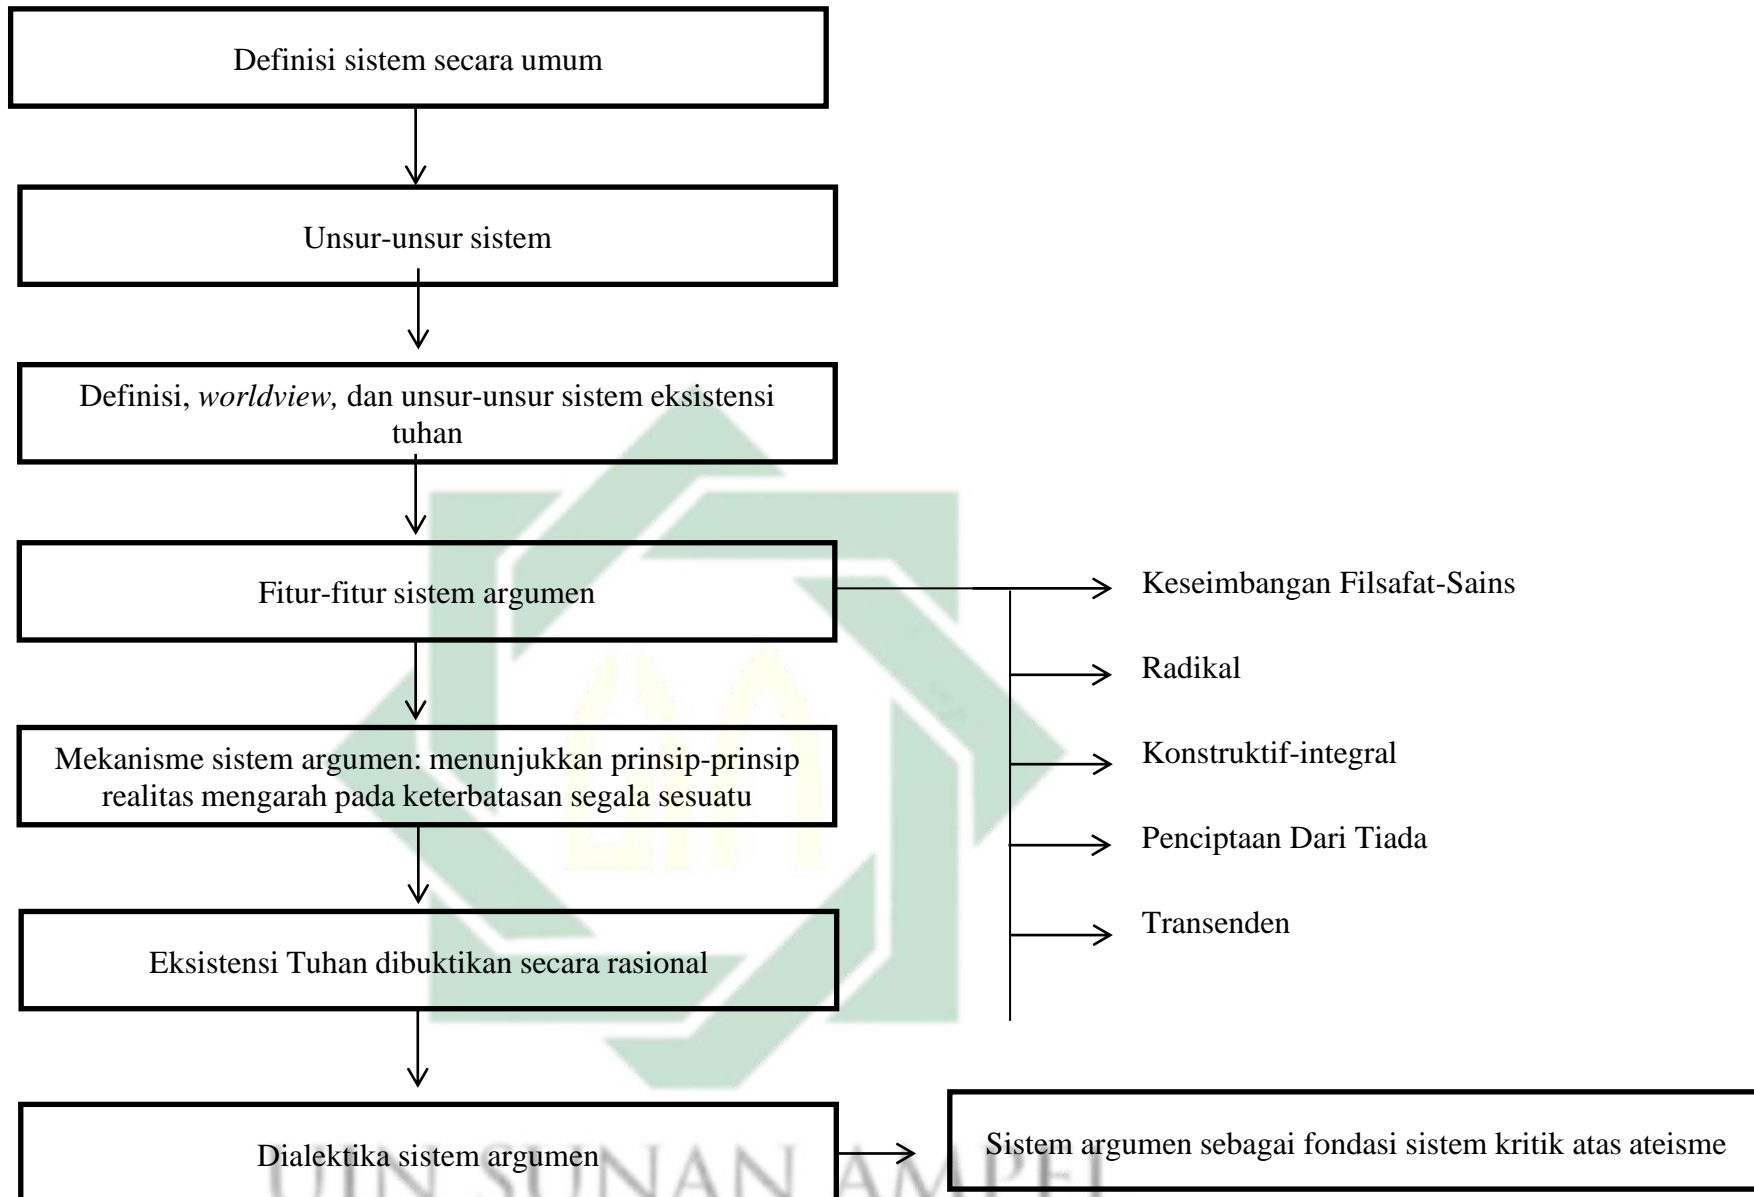 Definisi sistem secara umum
Unsur-unsur sistem
Definisi, worldview, dan unsur-unsur sistem eksistensi
tuhan
Fitur-fitur sistem argumen
Keseimbangan Filsafat-Sains
Radikal
Konstruktif-integral
Penciptaan Dari Tiada
Transenden
Mekanisme sistem argumen: menunjukkan prinsip-prinsip
realitas mengarah pada keterbatasan segala sesuatu
Eksistensi Tuhan dibuktikan secara rasional
Dialektika sistem argumen
Sistem argumen sebagai fondasi sistem kritik atas ateisme
UIN SUNAN AMPEL